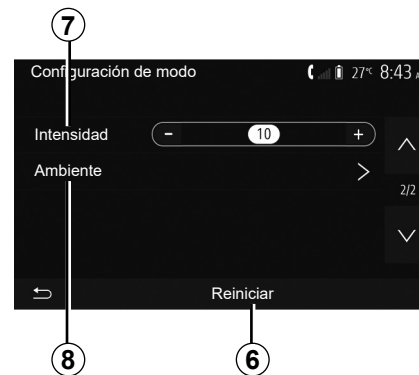 7
Configuración de modo 27°C 8:43
Intensidad - 10 +
Ambiente >
2/2
Reiniciar
8 6